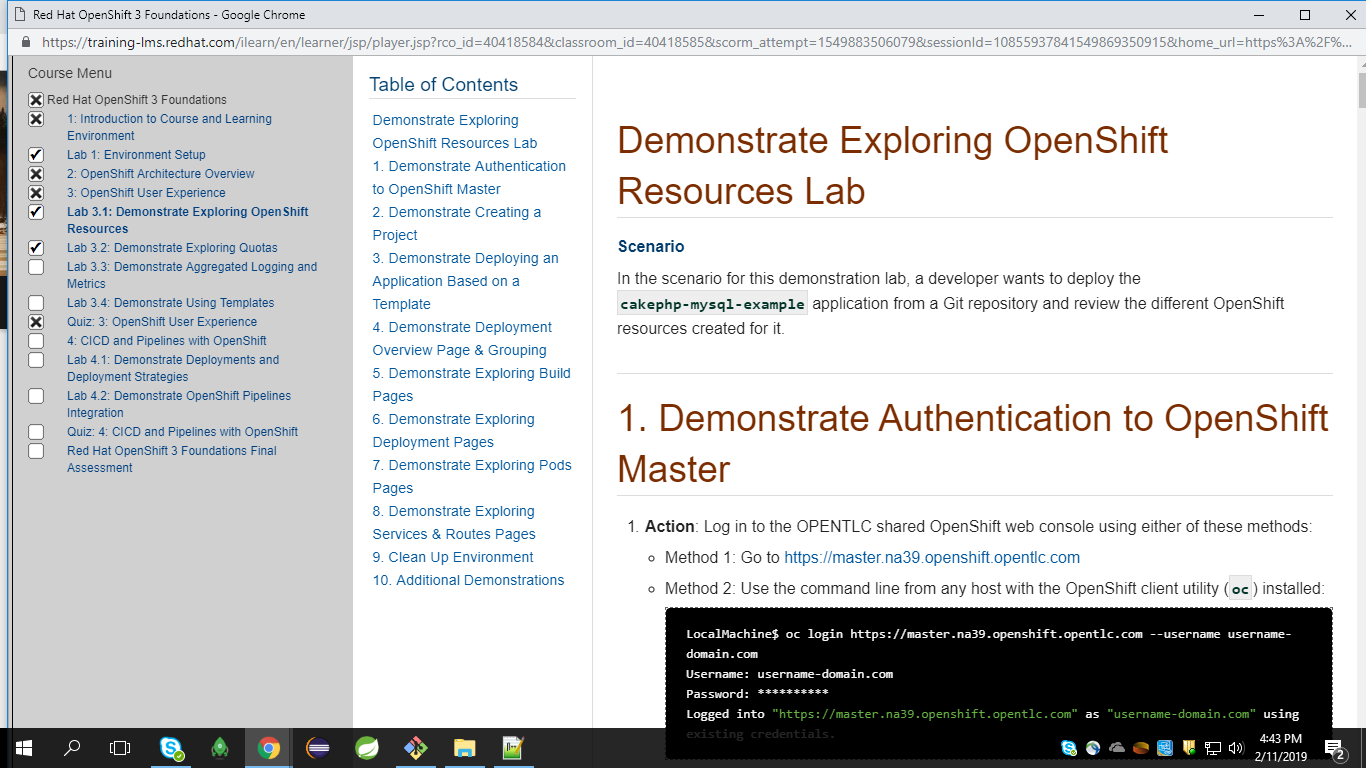 Red Hat OpenShift 3 Foundations - Google Chrome
https://training-lms.redhat.com/ilearn/en/learner/jsp/player.jsp?rco_id=40418584&classroom_id=40418585&scorm_attempt=1549883506079&sessionId=10855937841549869350915&home_url=https%3A%2F%...
Course Menu
Red Hat OpenShift 3 Foundations
1: Introduction to Course and Learning
Environment
Lab 1: Environment Setup
2: OpenShift Architecture Overview
3: OpenShift User Experience
Lab 3.1: Demonstrate Exploring OpenShift
Resources
Lab 3.2: Demonstrate Exploring Quotas
Lab 3.3: Demonstrate Aggregated Logging and
Metrics
Lab 3.4: Demonstrate Using Templates
Quiz: 3: OpenShift User Experience
4: CICD and Pipelines with OpenShift
Lab 4.1: Demonstrate Deployments and
Deployment Strategies
Lab 4.2: Demonstrate OpenShift Pipelines
Integration
Quiz: 4: CICD and Pipelines with OpenShift
Red Hat OpenShift 3 Foundations Final
Assessment
Table of Contents
Demonstrate Exploring
OpenShift Resources Lab
1. Demonstrate Authentication
to OpenShift Master
2. Demonstrate Creating a
Project
3. Demonstrate Deploying an
Application Based on a
Template
4. Demonstrate Deployment
Overview Page & Grouping
5. Demonstrate Exploring Build
Pages
6. Demonstrate Exploring
Deployment Pages
7. Demonstrate Exploring Pods
Pages
8. Demonstrate Exploring
Services & Routes Pages
9. Clean Up Environment
10. Additional Demonstrations
Demonstrate Exploring OpenShift
Resources Lab
Scenario
In the scenario for this demonstration lab, a developer wants to deploy the
cakephp-mysql-example application from a Git repository and review the different OpenShift
resources created for it.
1. Demonstrate Authentication to OpenShift
Master
1. Action: Log in to the OPENTLC shared OpenShift web console using either of these methods:
Method 1: Go to https://master.na39.openshift.opentlc.com
Method 2: Use the command line from any host with the OpenShift client utility (oc) installed:
LocalMachine$ oc login https://master.na39.openshift.opentlc.com --username username-
domain.com
Username: username-domain.com
Password: **********
Logged into "https://master.na39.openshift.opentlc.com" as "username-domain.com" using
existing credentials.
4:43 PM
2/11/2019
2